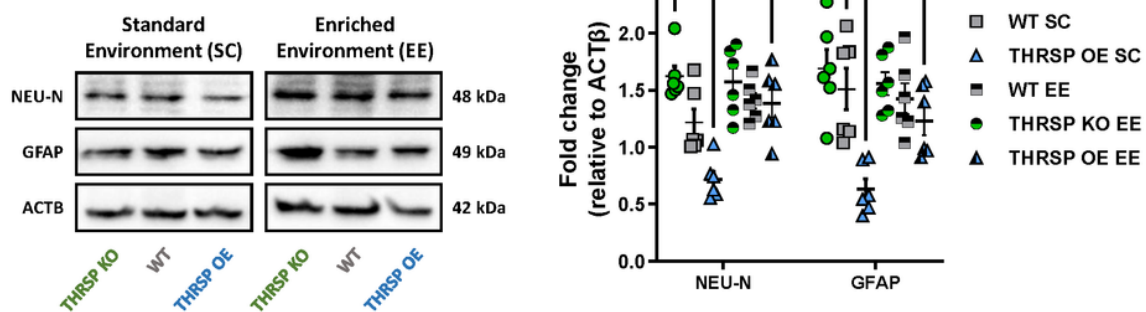 Standard
Environment (SC)
Enriched
Environment (EE)
NEU-N
48 kDa
GFAP
49 kDa
ACTB
42 kDa
THRSP KO
WT
THRSP OE
THRSP KO
WT
THRSP OE
Fold change
(relative to ACTβ)
2.0
1.5
1.0
0.5
0.0
NEU-N
GFAP
WT SC
THRSP OE SC
WT EE
THRSP KO EE
THRSP OE EE